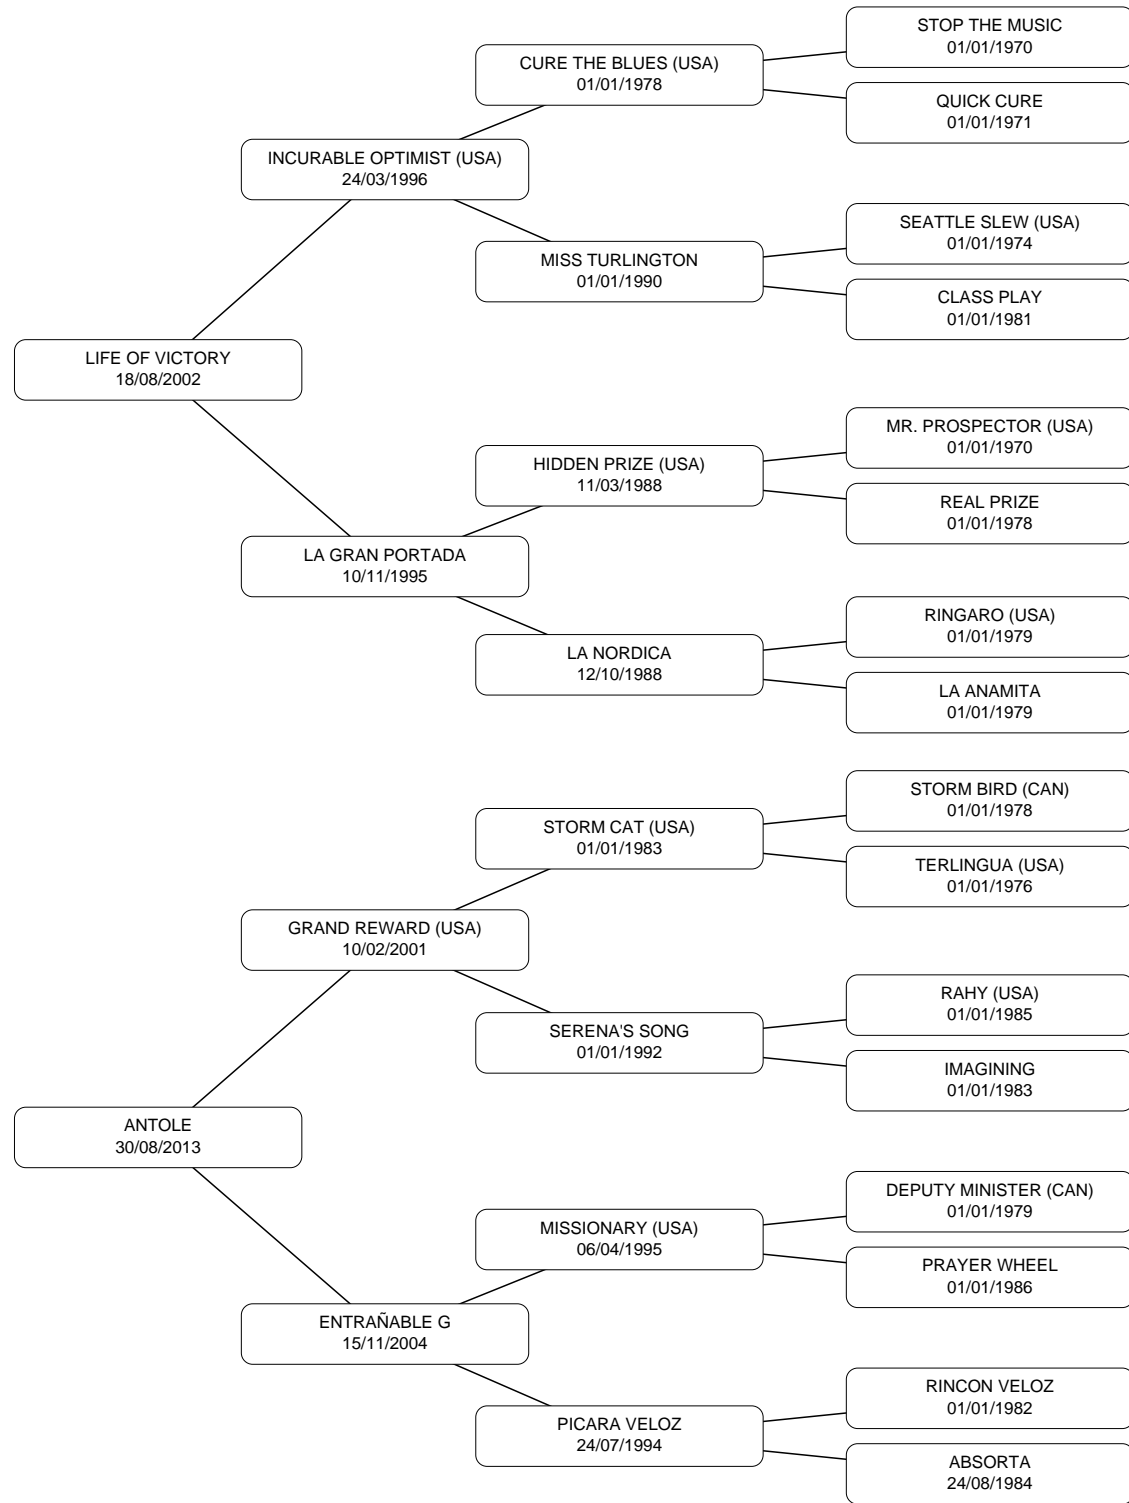 STOP THE MUSIC
01/01/1970
CURE THE BLUES (USA)
01/01/1978
QUICK CURE
01/01/1971
INCURABLE OPTIMIST (USA)
24/03/1996
SEATTLE SLEW (USA)
01/01/1974
MISS TURLINGTON
01/01/1990
CLASS PLAY
01/01/1981
LIFE OF VICTORY
18/08/2002
MR. PROSPECTOR (USA)
01/01/1970
HIDDEN PRIZE (USA)
11/03/1988
REAL PRIZE
01/01/1978
LA GRAN PORTADA
10/11/1995
RINGARO (USA)
01/01/1979
LA NORDICA
12/10/1988
LA ANAMITA
01/01/1979
STORM BIRD (CAN)
01/01/1978
STORM CAT (USA)
01/01/1983
TERLINGUA (USA)
01/01/1976
GRAND REWARD (USA)
10/02/2001
RAHY (USA)
01/01/1985
SERENA'S SONG
01/01/1992
IMAGINING
01/01/1983
ANTOLE
30/08/2013
DEPUTY MINISTER (CAN)
01/01/1979
MISSIONARY (USA)
06/04/1995
PRAYER WHEEL
01/01/1986
ENTRAÑABLE G
15/11/2004
RINCON VELOZ
01/01/1982
PICARA VELOZ
24/07/1994
ABSORTA
24/08/1984